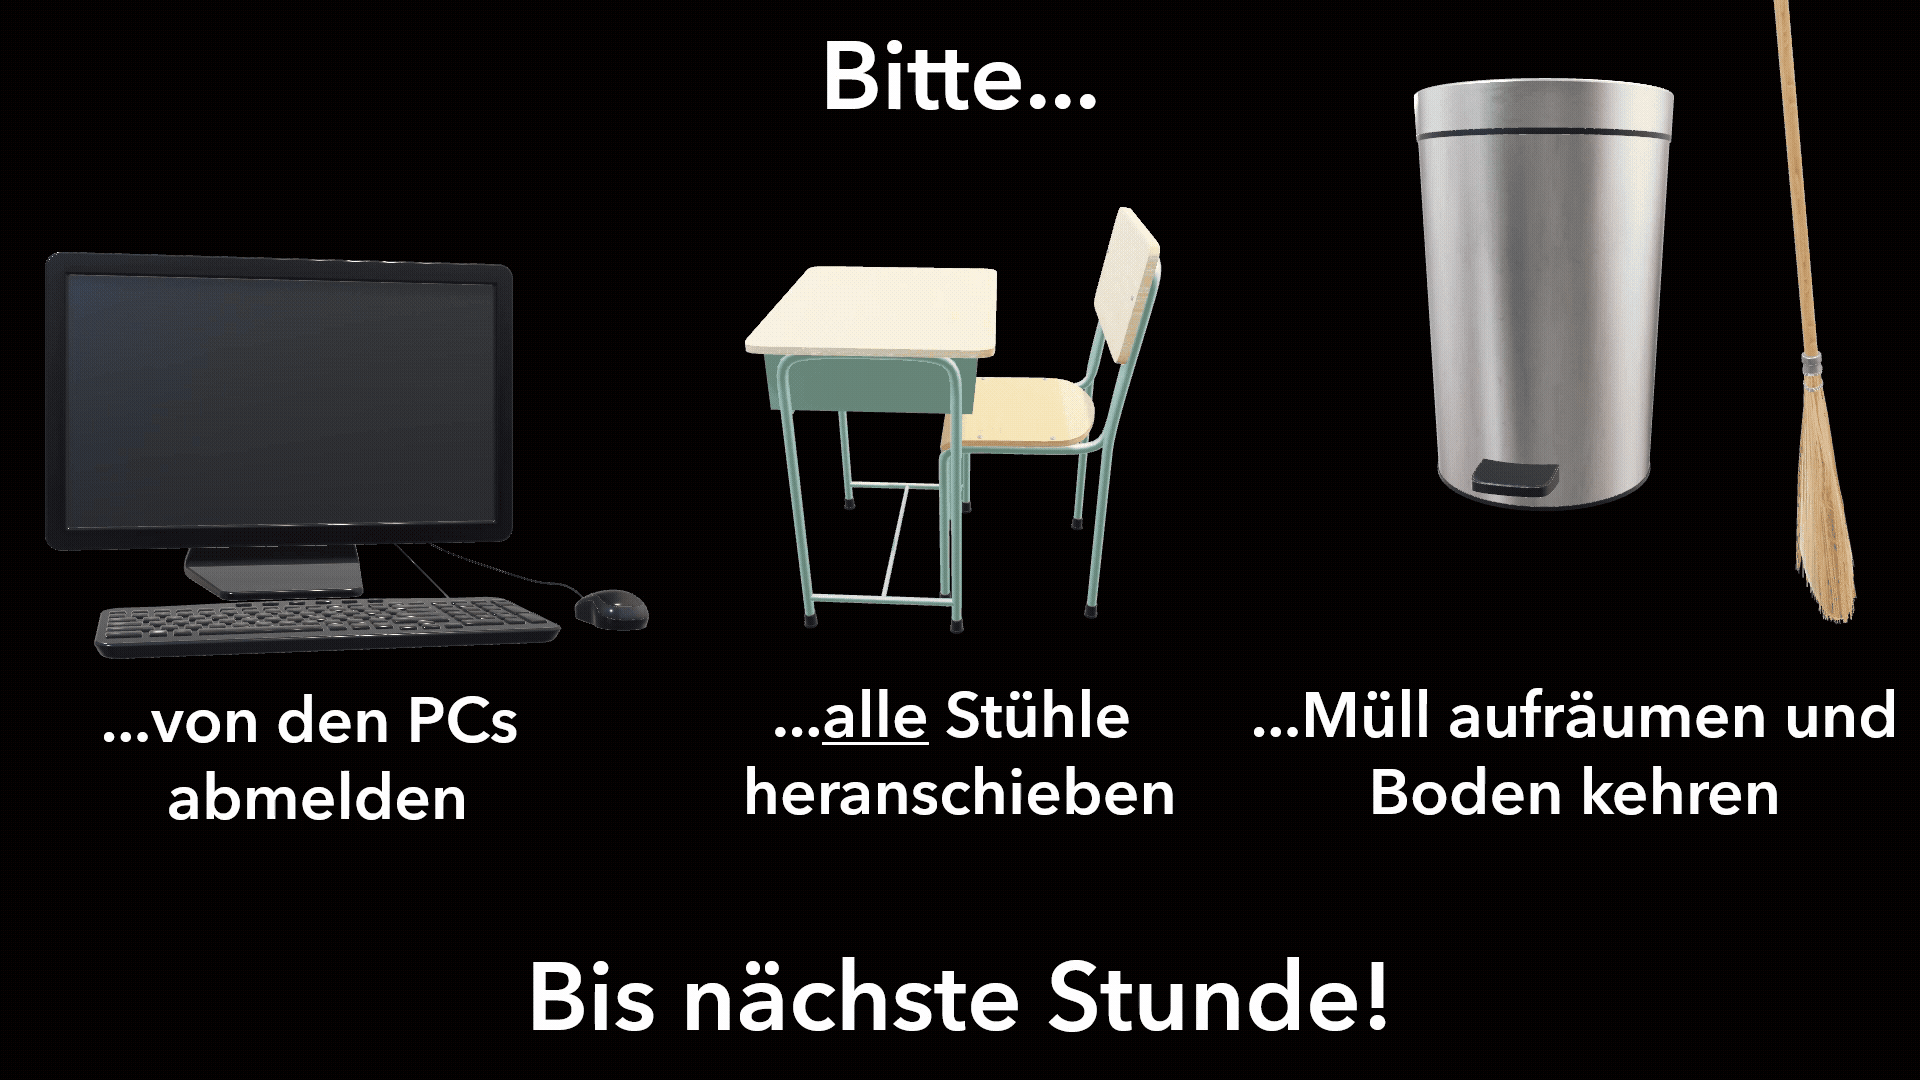 Bitte...
...von den PCs
abmelden
...alle Stühle
heranschieben
...Müll aufräumen und
Boden kehren
Bis nächste Stunde!